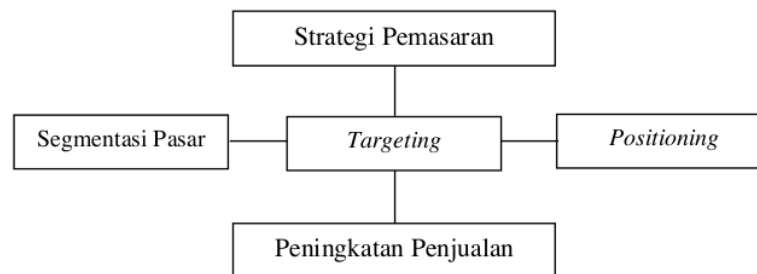 Strategi Pemasaran
Segmentasi Pasar
Targeting
Positioning
Peningkatan Penjualan